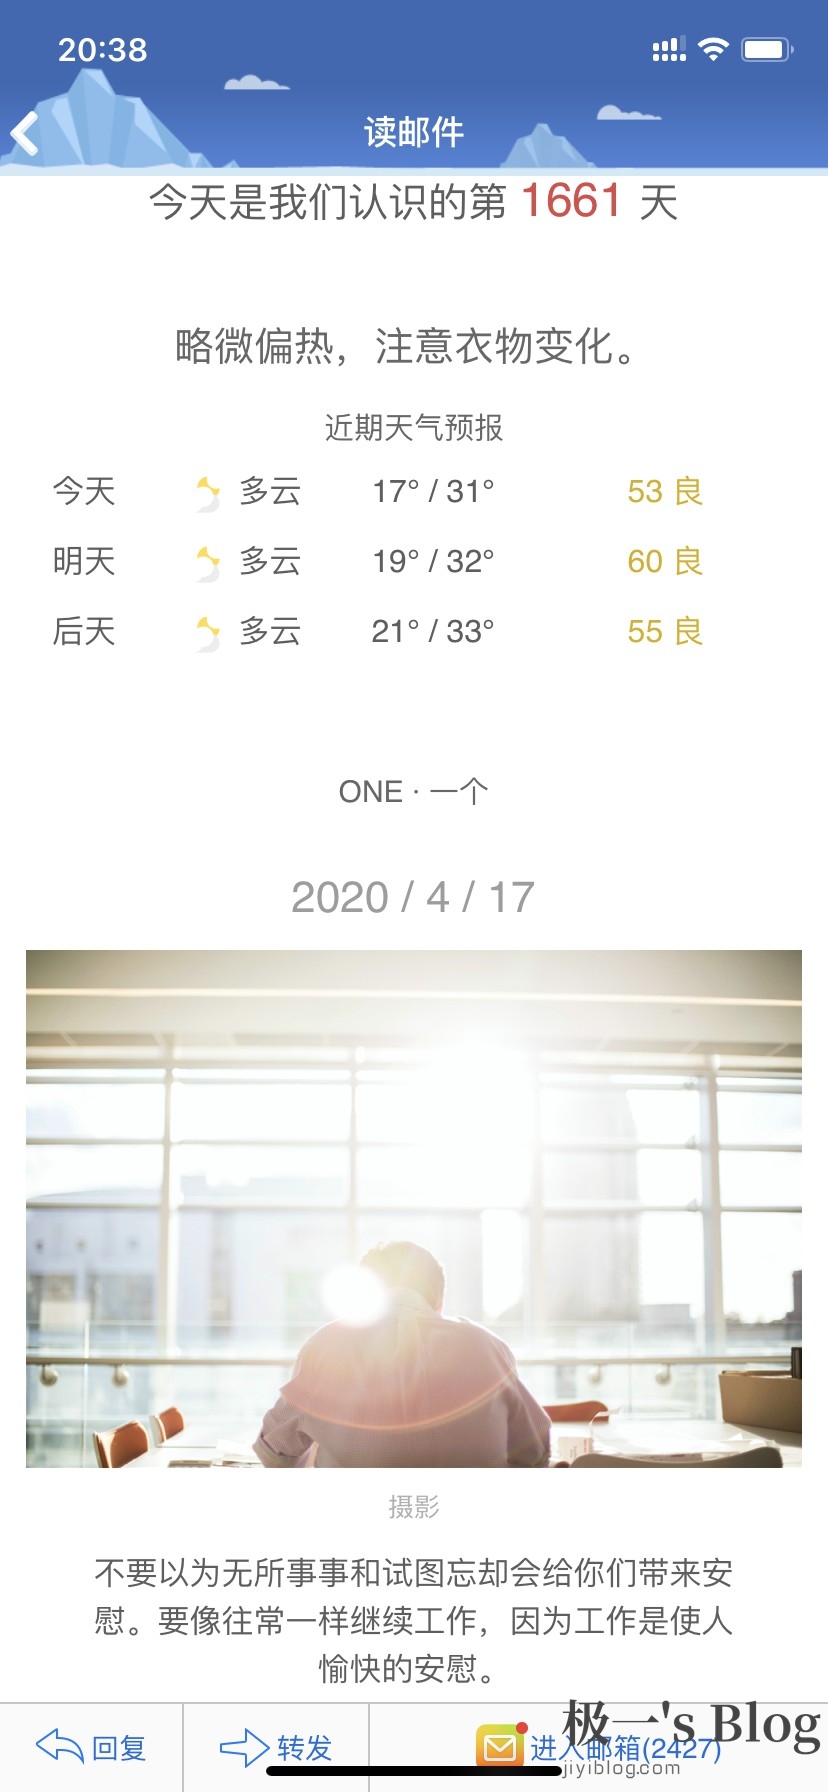 20:38
读邮件
今天是我们认识的第 1661 天
略微偏热，注意衣物变化。
近期天气预报
今天 多云 17° / 31° 53 良
明天 多云 19° / 32° 60 良
后天 多云 21° / 33° 55 良
ONE · 一个
2020 / 4 / 17
摄影
不要以为无所事事和试图忘却会给你们带来安
慰。要像往常一样继续工作，因为工作是使人
愉快的安慰。
回复 转发 进入邮箱(2427)
极一's Blog
jiyiblog.com